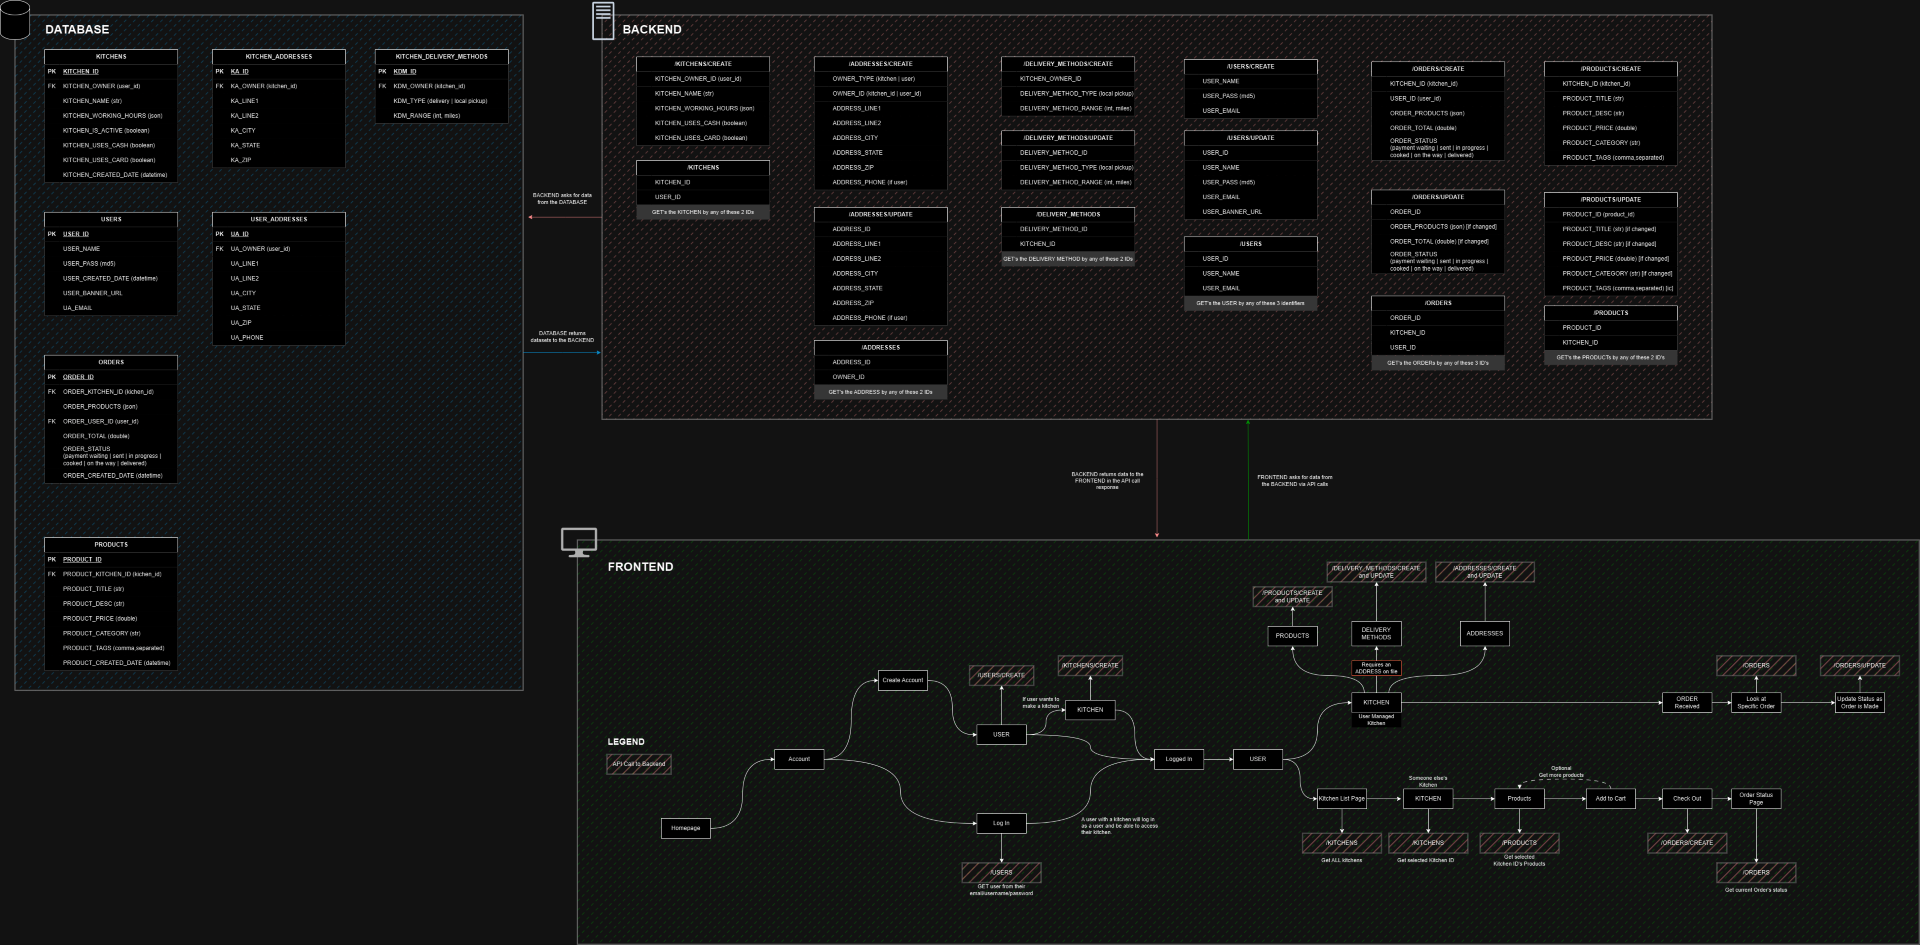 DATABASE
KITCHENS
PK KITCHEN_ID
FK KITCHEN_OWNER (user_id)
KITCHEN_NAME (str)
KITCHEN_WORKING_HOURS (json)
KITCHEN_IS_ACTIVE (boolean)
KITCHEN_USES_CASH (boolean)
KITCHEN_USES_CARD (boolean)
KITCHEN_CREATED_DATE (datetime)
KITCHEN_ADDRESSES
PK KA_ID
FK KA_OWNER (kitchen_id)
KA_LINE1
KA_LINE2
KA_CITY
KA_STATE
KA_ZIP
KITCHEN_DELIVERY_METHODS
PK KDM_ID
FK KDM_OWNER (kitchen_id)
KDM_TYPE (delivery | local pickup)
KDM_RANGE (int, miles)
USERS
PK USER_ID
USER_NAME
USER_PASS (md5)
USER_CREATED_DATE (datetime)
USER_BANNER_URL
UA_EMAIL
USER_ADDRESSES
PK UA_ID
FK UA_OWNER (user_id)
UA_LINE1
UA_LINE2
UA_CITY
UA_STATE
UA_ZIP
UA_PHONE
ORDERS
PK ORDER_ID
FK ORDER_KITCHEN_ID (kichen_id)
ORDER_PRODUCTS (json)
FK ORDER_USER_ID (user_id)
ORDER_TOTAL (double)
ORDER_STATUS
(payment waiting | sent | in progress |
cooked | on the way | delivered)
ORDER_CREATED_DATE (datetime)
PRODUCTS
PK PRODUCT_ID
FK PRODUCT_KITCHEN_ID (kichen_id)
PRODUCT_TITLE (str)
PRODUCT_DESC (str)
PRODUCT_PRICE (double)
PRODUCT_CATEGORY (str)
PRODUCT_TAGS (comma,separated)
PRODUCT_CREATED_DATE (datetime)
BACKEND asks for data
from the DATABASE
DATABASE returns
datasets to the BACKEND
BACKEND
/KITCHENS/CREATE
KITCHEN_OWNER_ID (user_id)
KITCHEN_NAME (str)
KITCHEN_WORKING_HOURS (json)
KITCHEN_USES_CASH (boolean)
KITCHEN_USES_CARD (boolean)
/KITCHENS
KITCHEN_ID
USER_ID
GET's the KITCHEN by any of these 2 IDs
/ADDRESSES/CREATE
OWNER_TYPE (kitchen | user)
OWNER_ID (kitchen_id | user_id)
ADDRESS_LINE1
ADDRESS_LINE2
ADDRESS_CITY
ADDRESS_STATE
ADDRESS_ZIP
ADDRESS_PHONE (if user)
/ADDRESSES/UPDATE
ADDRESS_ID
ADDRESS_LINE1
ADDRESS_LINE2
ADDRESS_CITY
ADDRESS_STATE
ADDRESS_ZIP
ADDRESS_PHONE (if user)
/ADDRESSES
ADDRESS_ID
OWNER_ID
GET's the ADDRESS by any of these 2 IDs
/DELIVERY_METHODS/CREATE
KITCHEN_OWNER_ID
DELIVERY_METHOD_TYPE (local pickup)
DELIVERY_METHOD_RANGE (int, miles)
/DELIVERY_METHODS/UPDATE
DELIVERY_METHOD_ID
DELIVERY_METHOD_TYPE (local pickup)
DELIVERY_METHOD_RANGE (int, miles)
/DELIVERY_METHODS
DELIVERY_METHOD_ID
KITCHEN_ID
GET's the DELIVERY METHOD by any of these 2 IDs
/USERS/CREATE
USER_NAME
USER_PASS (md5)
USER_EMAIL
/USERS/UPDATE
USER_ID
USER_NAME
USER_PASS (md5)
USER_EMAIL
USER_BANNER_URL
/USERS
USER_ID
USER_NAME
USER_EMAIL
GET's the USER by any of these 3 identifiers
/ORDERS/CREATE
KITCHEN_ID (kitchen_id)
USER_ID (user_id)
ORDER_PRODUCTS (json)
ORDER_TOTAL (double)
ORDER_STATUS
(payment waiting | sent | in progress |
cooked | on the way | delivered)
/ORDERS/UPDATE
ORDER_ID
ORDER_PRODUCTS (json) [if changed]
ORDER_TOTAL (double) [if changed]
ORDER_STATUS
(payment waiting | sent | in progress |
cooked | on the way | delivered)
/ORDERS
ORDER_ID
KITCHEN_ID
USER_ID
GET's the ORDERs by any of these 3 ID's
/PRODUCTS/CREATE
KITCHEN_ID (kitchen_id)
PRODUCT_TITLE (str)
PRODUCT_DESC (str)
PRODUCT_PRICE (double)
PRODUCT_CATEGORY (str)
PRODUCT_TAGS (comma,separated)
/PRODUCTS/UPDATE
PRODUCT_ID (product_id)
PRODUCT_TITLE (str) [if changed]
PRODUCT_DESC (str) [if changed]
PRODUCT_PRICE (double) [if changed]
PRODUCT_CATEGORY (str) [if changed]
PRODUCT_TAGS (comma,separated) [ic]
/PRODUCTS
PRODUCT_ID
KITCHEN_ID
GET's the PRODUCTs by any of these 2 ID's
BACKEND returns data to the
FRONTEND in the API call
response
FRONTEND asks for data from
the BACKEND via API calls
FRONTEND
LEGEND
API Call to Backend
Homepage
Account
Create Account
Log In
/USERS
GET user from their
email/username/password
/USERS/CREATE
USER
If user wants to
make a kitchen
/KITCHENS/CREATE
KITCHEN
A user with a kitchen will log in
as a user and be able to access
their kitchen.
Logged In
USER
/PRODUCTS/CREATE
and UPDATE
/DELIVERY_METHODS/CREATE
and UPDATE
/ADDRESSES/CREATE
and UPDATE
PRODUCTS
DELIVERY
METHODS
ADDRESSES
Requires an
ADDRESS on file
KITCHEN
User Managed
Kitchen
ORDER
Received
/ORDERS
Look at
Specific Order
/ORDERS/UPDATE
Update Status as
Order is Made
Kitchen List Page
/KITCHENS
Get ALL kitchens
Someone else's
Kitchen
KITCHEN
/KITCHENS
Get selected Kitchen ID
Optional
Get more products
Products
/PRODUCTS
Get selected
Kitchen ID's Products
Add to Cart
Check Out
/ORDERS/CREATE
Order Status
Page
/ORDERS
Get current Order's status